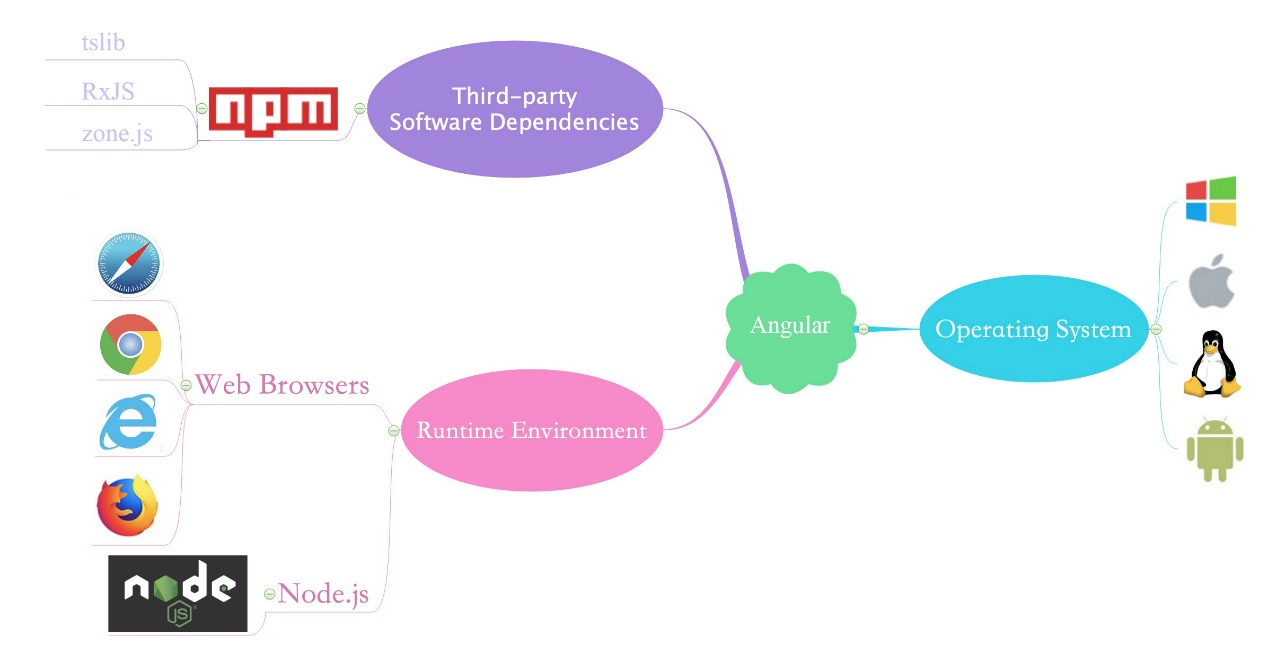 tslib
RxJS
zone.js
npm
Third-party
Software Dependencies
Angular
Operating System
Web Browsers
Runtime Environment
node
JS
Node.js